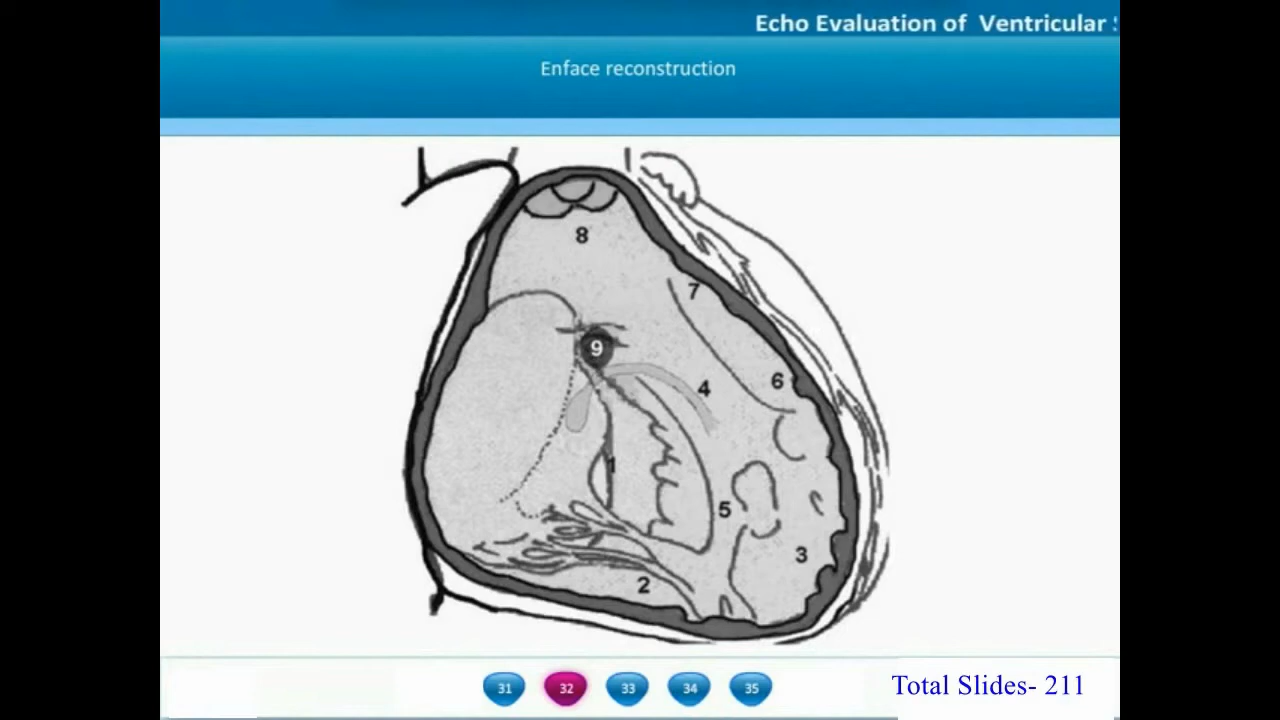 Echo Evaluation of Ventricular
Enface reconstruction
8
7
9
6
4
1
5
3
2
31 32 33 34 35
Total Slides- 211